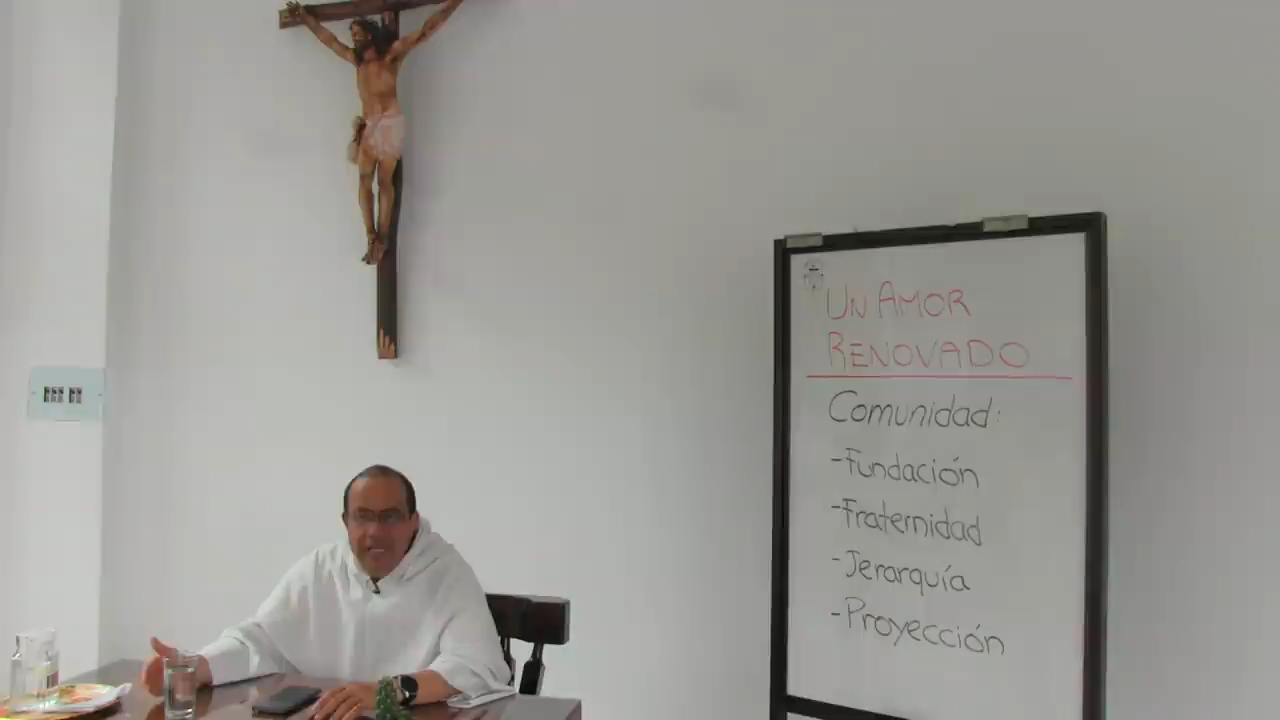 UN AMOR
RENOVADO
Comunidad:
-Fundación
-Fraternidad
-Jerarquía
-Proyección